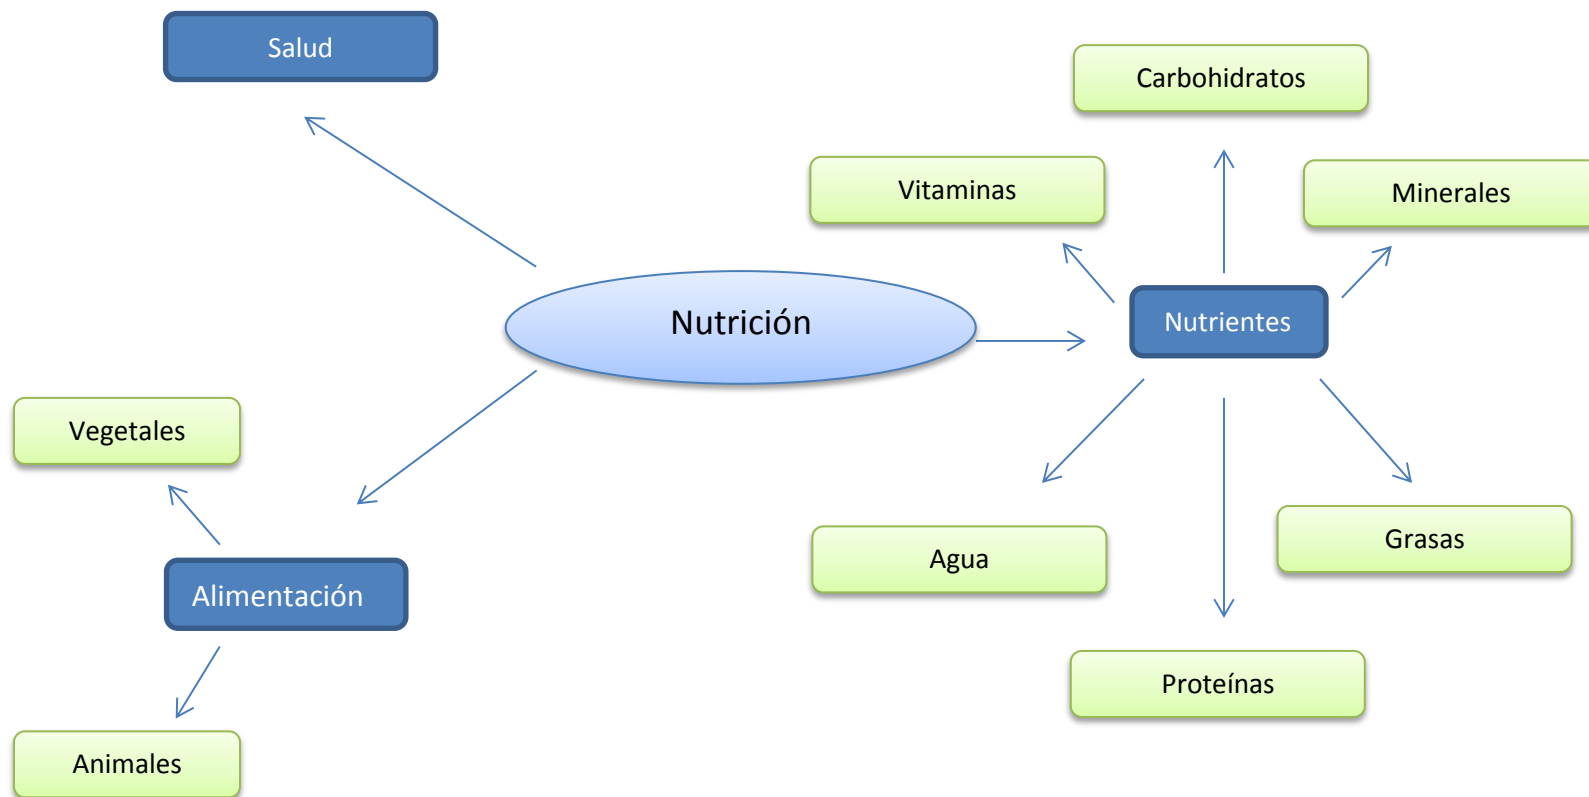 Salud
Carbohidratos
Vitaminas
Minerales
Nutrición
Nutrientes
Vegetales
Agua
Grasas
Alimentación
Proteínas
Animales